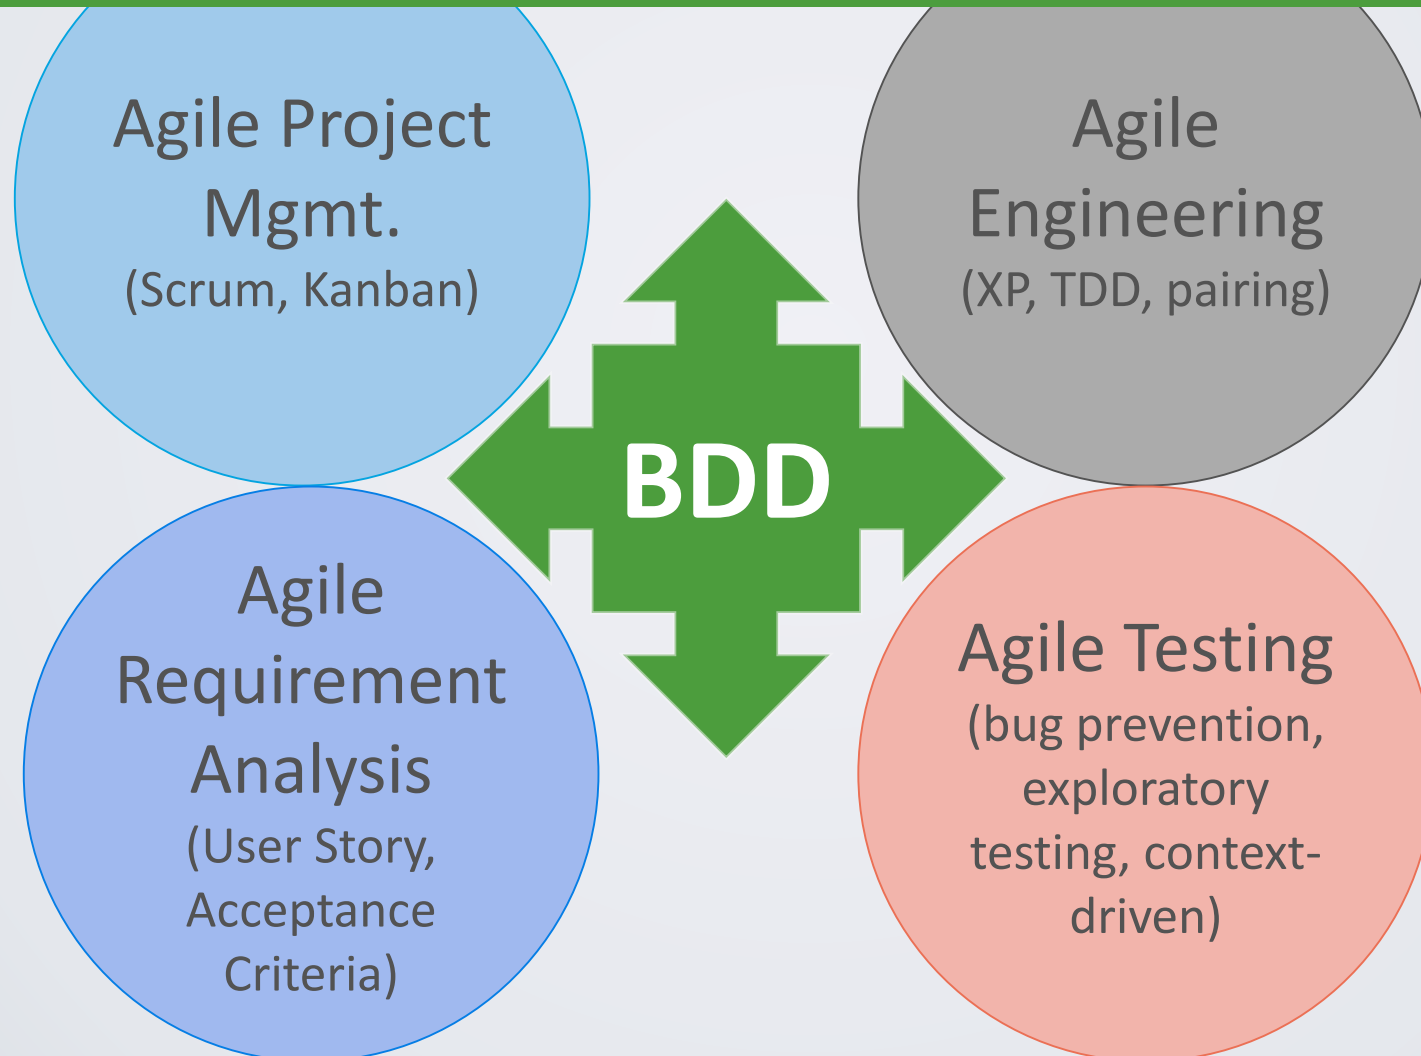 Agile Project
Mgmt.
(Scrum, Kanban)
Agile
Engineering
(XP, TDD, pairing)
BDD
Agile
Requirement
Analysis
(User Story,
Acceptance
Criteria)
Agile Testing
(bug prevention,
exploratory
testing, context-
driven)